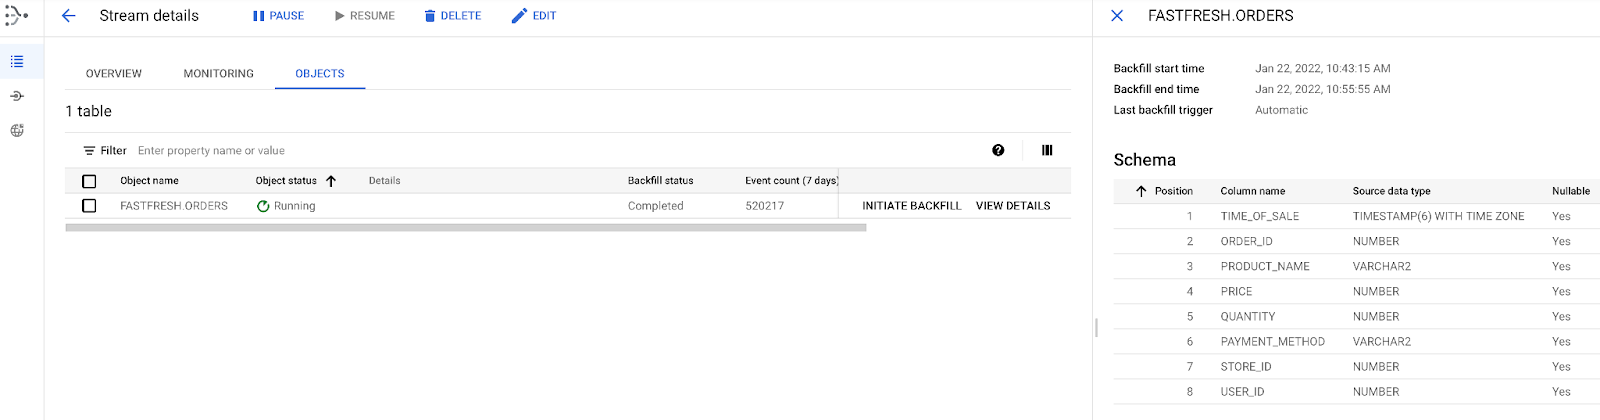 Stream details PAUSE RESUME DELETE EDIT
OVERVIEW MONITORING OBJECTS
1 table
Filter Enter property name or value
Object name Object status Details Backfill status Event count (7 days)
FASTFRESH.ORDERS Running Completed 520217 INITIATE BACKFILL VIEW DETAILS
FASTFRESH.ORDERS
Backfill start time Jan 22, 2022, 10:43:15 AM
Backfill end time Jan 22, 2022, 10:55:55 AM
Last backfill trigger Automatic
Schema
Position Column name Source data type Nullable
1 TIME_OF_SALE TIMESTAMP(6) WITH TIME ZONE Yes
2 ORDER_ID NUMBER Yes
3 PRODUCT_NAME VARCHAR2 Yes
4 PRICE NUMBER Yes
5 QUANTITY NUMBER Yes
6 PAYMENT_METHOD VARCHAR2 Yes
7 STORE_ID NUMBER Yes
8 USER_ID NUMBER Yes